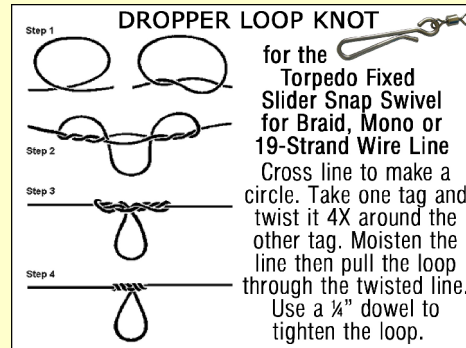 DROPPER LOOP KNOT
Step 1
for the
Torpedo Fixed
Slider Snap Swivel
for Braid, Mono or
19-Strand Wire Line
Step 2
Cross line to make a
circle. Take one tag and
twist it 4X around the
other tag. Moisten the
line then pull the loop
through the twisted line.
Use a ¼” dowel to
tighten the loop.
Step 3
Step 4